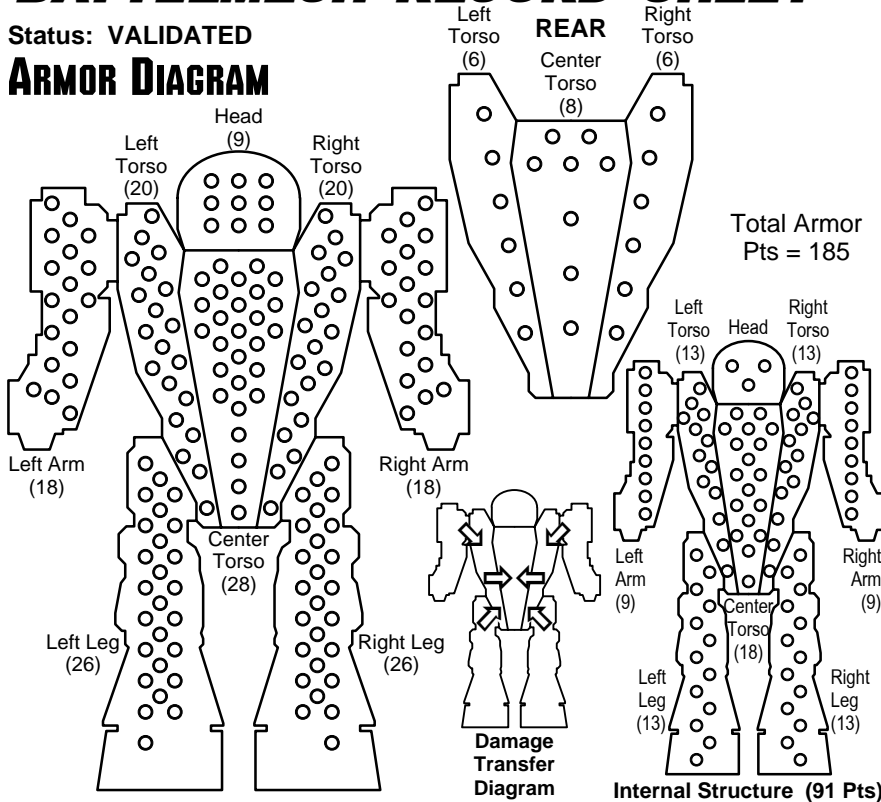 BATTLEMECH RECORD SHEET
Status: VALIDATED
ARMOR DIAGRAM
Head
(9)
Left
Torso
(20)
Right
Torso
(20)
Left Arm
(18)
Right Arm
(18)
Center
Torso
(28)
Left Leg
(26)
Right Leg
(26)
REAR
Left
Torso
(6)
Center
Torso
(8)
Right
Torso
(6)
Total Armor
Pts = 185
Damage
Transfer
Diagram
Left
Torso
(13)
Head
Right
Torso
(13)
Left
Arm
(9)
Right
Arm
(9)
Center
Torso
(18)
Left
Leg
(13)
Right
Leg
(13)
Internal Structure (91 Pts)